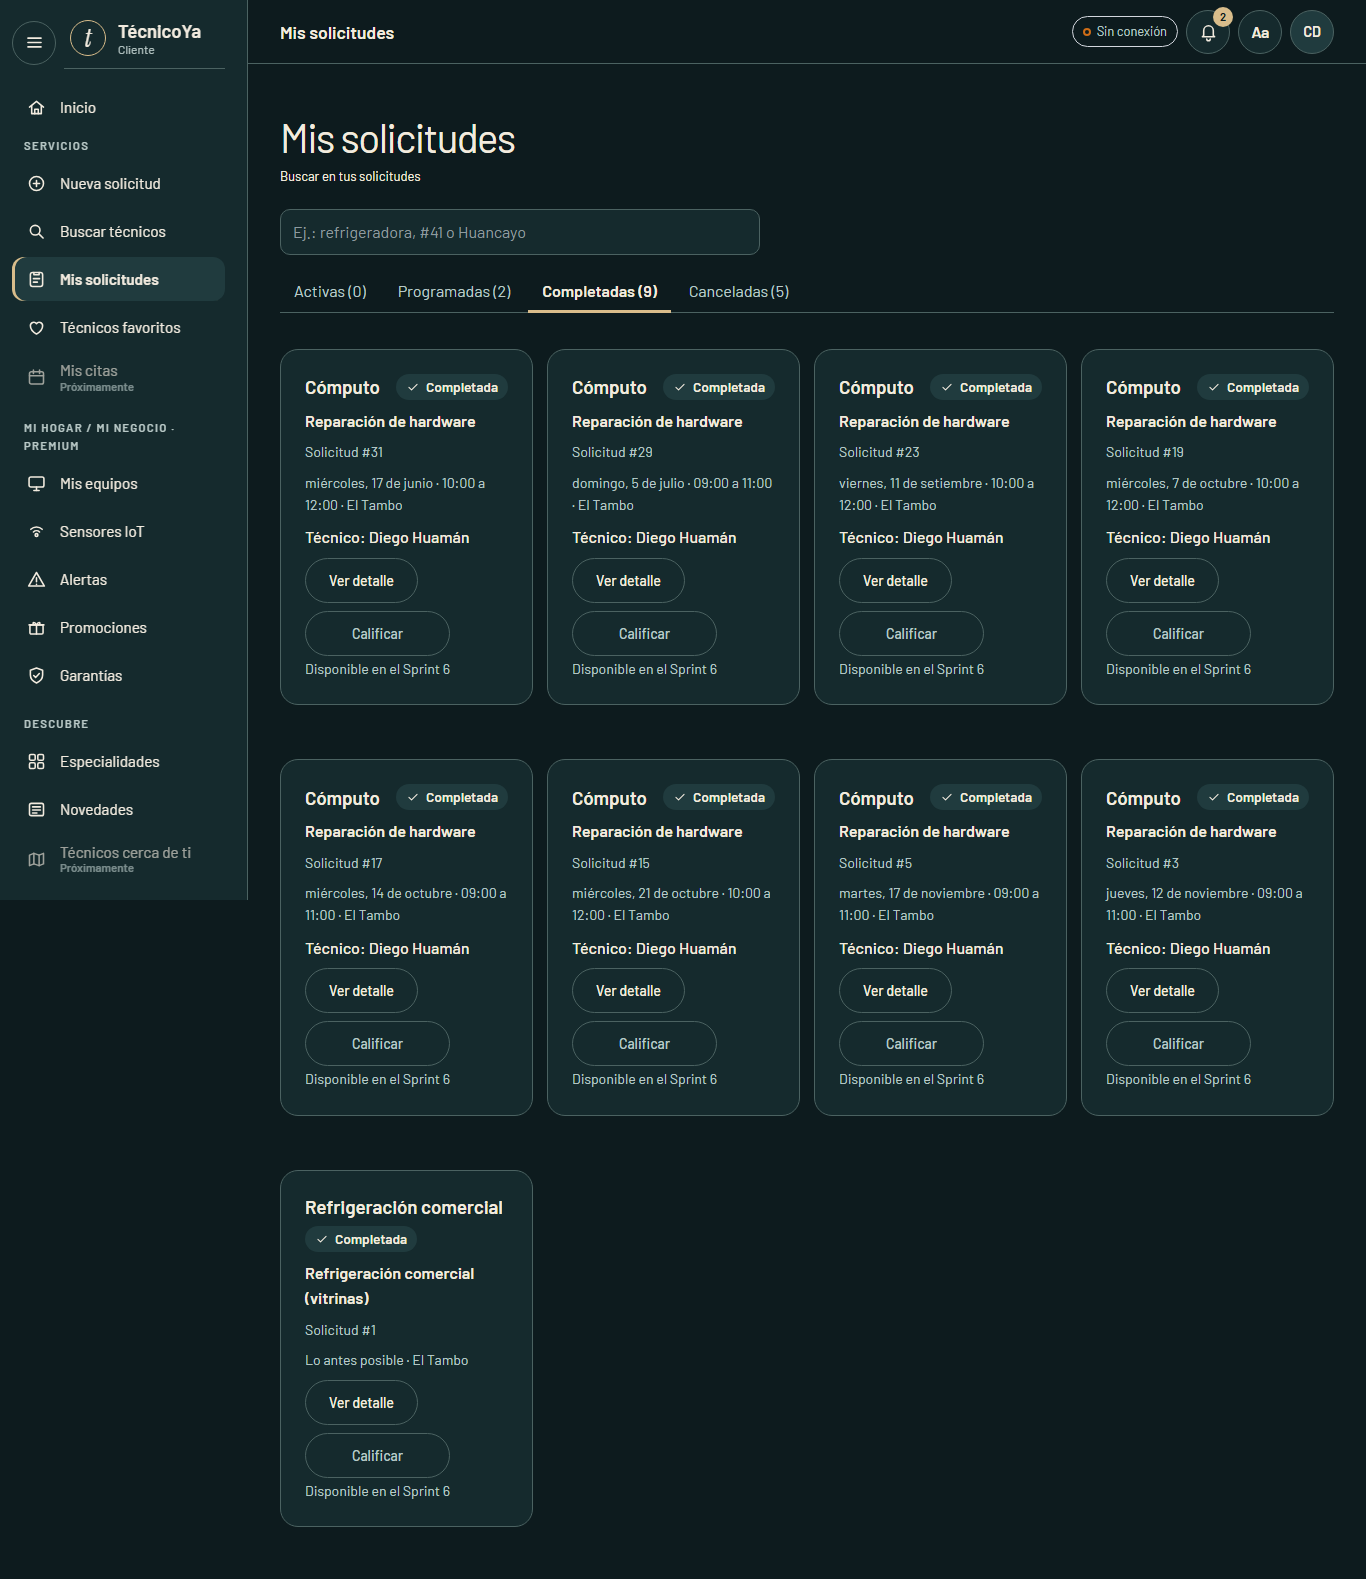 TécnicoYa
Cliente
Inicio
SERVICIOS
Nueva solicitud
Buscar técnicos
Mis solicitudes
Técnicos favoritos
Mis citas
Próximamente
MI HOGAR / MI NEGOCIO ·
PREMIUM
Mis equipos
Sensores IoT
Alertas
Promociones
Garantías
DESCUBRE
Especialidades
Novedades
Técnicos cerca de ti
Próximamente
Mis solicitudes
Sin conexión
2
Aa
CD
Mis solicitudes
Buscar en tus solicitudes
Ej.: refrigeradora, #41 o Huancayo
Activas (0)
Programadas (2)
Completadas (9)
Canceladas (5)
Cómputo
Completada
Reparación de hardware
Solicitud #31
miércoles, 17 de junio · 10:00 a
12:00 · El Tambo
Técnico: Diego Huamán
Ver detalle
Calificar
Disponible en el Sprint 6
Cómputo
Completada
Reparación de hardware
Solicitud #29
domingo, 5 de julio · 09:00 a 11:00
· El Tambo
Técnico: Diego Huamán
Ver detalle
Calificar
Disponible en el Sprint 6
Cómputo
Completada
Reparación de hardware
Solicitud #23
viernes, 11 de setiembre · 10:00 a
12:00 · El Tambo
Técnico: Diego Huamán
Ver detalle
Calificar
Disponible en el Sprint 6
Cómputo
Completada
Reparación de hardware
Solicitud #19
miércoles, 7 de octubre · 10:00 a
12:00 · El Tambo
Técnico: Diego Huamán
Ver detalle
Calificar
Disponible en el Sprint 6
Cómputo
Completada
Reparación de hardware
Solicitud #17
miércoles, 14 de octubre · 09:00 a
11:00 · El Tambo
Técnico: Diego Huamán
Ver detalle
Calificar
Disponible en el Sprint 6
Cómputo
Completada
Reparación de hardware
Solicitud #15
miércoles, 21 de octubre · 10:00 a
12:00 · El Tambo
Técnico: Diego Huamán
Ver detalle
Calificar
Disponible en el Sprint 6
Cómputo
Completada
Reparación de hardware
Solicitud #5
martes, 17 de noviembre · 09:00 a
11:00 · El Tambo
Técnico: Diego Huamán
Ver detalle
Calificar
Disponible en el Sprint 6
Cómputo
Completada
Reparación de hardware
Solicitud #3
jueves, 12 de noviembre · 09:00 a
11:00 · El Tambo
Técnico: Diego Huamán
Ver detalle
Calificar
Disponible en el Sprint 6
Refrigeración comercial
Completada
Refrigeración comercial
(vitrinas)
Solicitud #1
Lo antes posible · El Tambo
Ver detalle
Calificar
Disponible en el Sprint 6